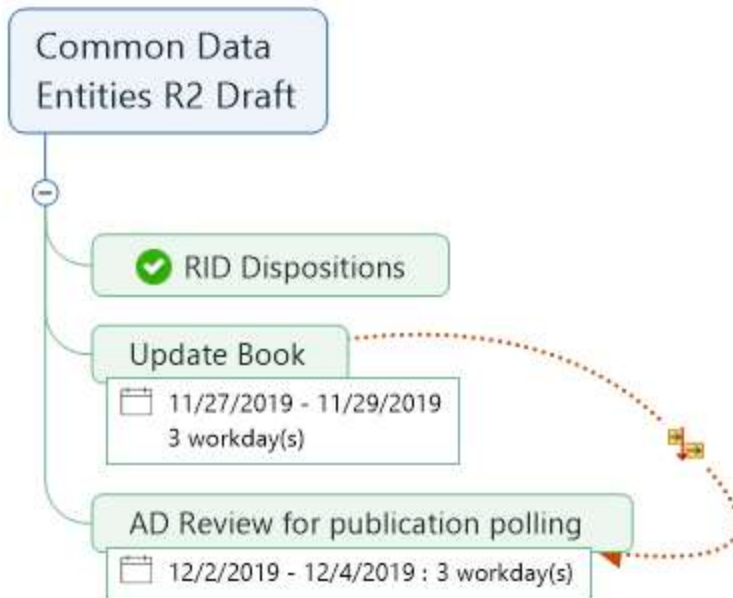 Common Data
Entities R2 Draft
RID Dispositions
Update Book
11/27/2019 - 11/29/2019
3 workday(s)
AD Review for publication polling
12/2/2019 - 12/4/2019 : 3 workday(s)